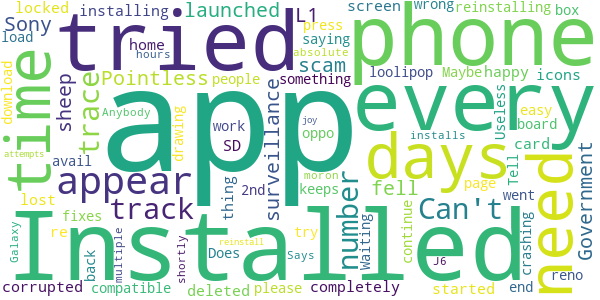 locked
installing
launched
L1
screen
wrong
reinstalling
load
Sony
tried
home
hours
press
saying
absolute
phone
box
Pointless
people
scam
something
loolipop
Maybe
happy
icons
download
time
sheep
trace
app
every
Anybody
drawing
surveillance
work
SD
oppo
joy
installs
Useless
easy
board
attempts
appear
avail
thing
2nd
moron
days
Tell
card
need
Government
track
number
keeps
fell
page
lost
fixes
Can't
went
Installed
Galaxy
re
back
multiple
Does
reinstall
Says
try
Waiting
continue
J6
started
crashing
reno
corrupted
compatible
shortly
deleted
please
completely
end